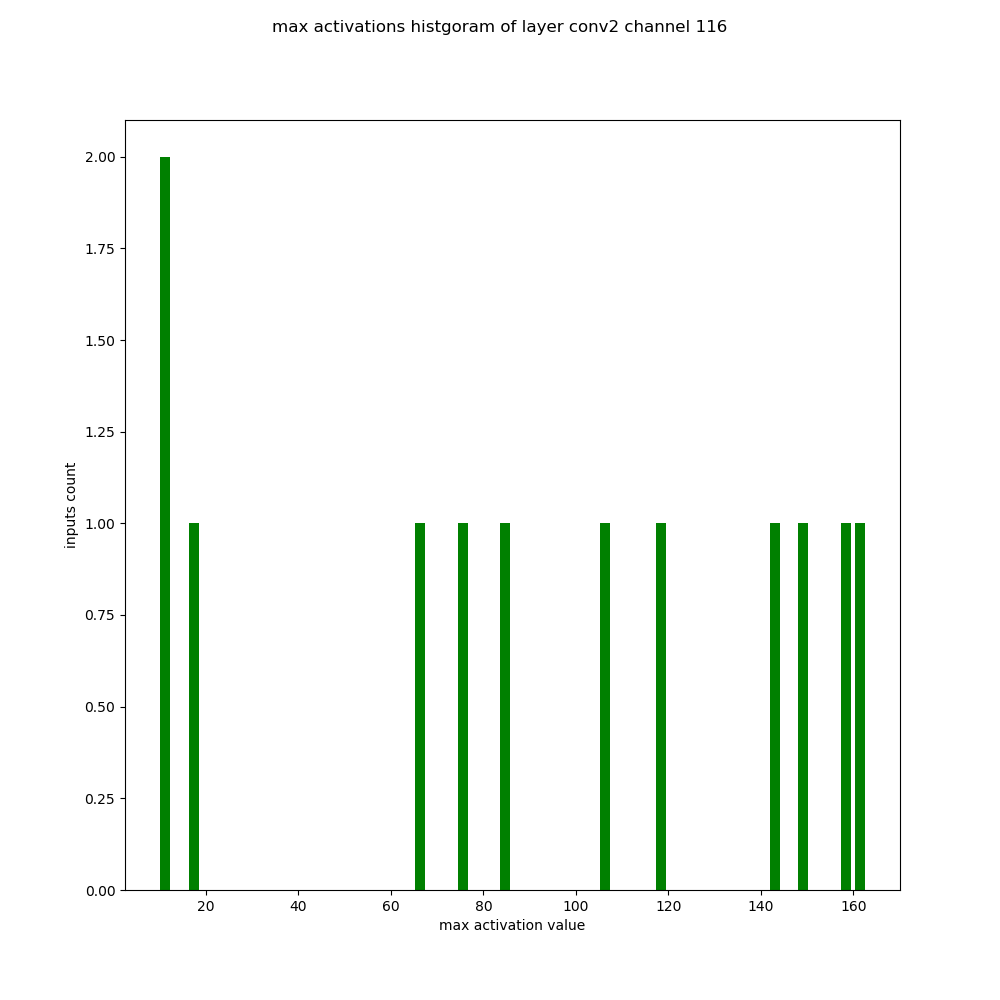 max activations histgoram of layer conv2 channel 116
2.00
1.75
1.50
1.25
1.00
0.75
0.50
0.25
0.00
inputs count
20 40 60 80 100 120 140 160
max activation value